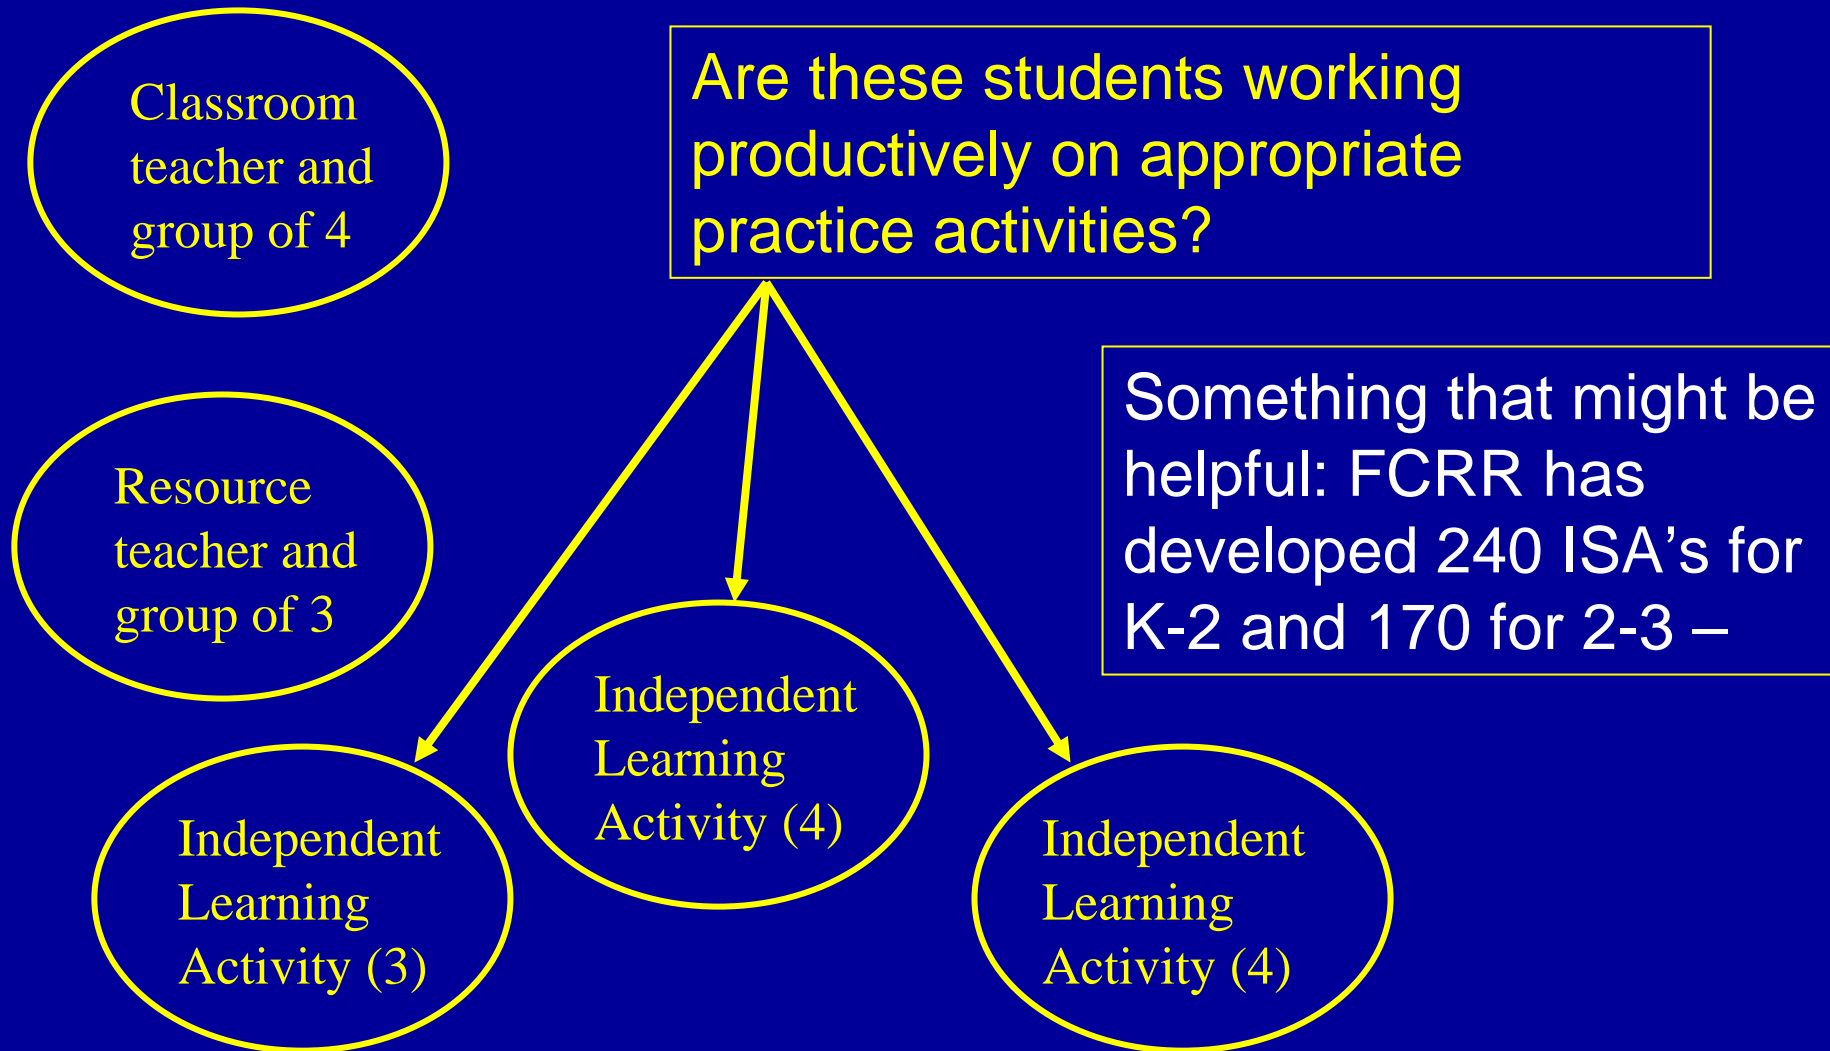 Classroom
teacher and
group of 4
Are these students working
productively on appropriate
practice activities?
Something that might be
helpful: FCRR has
developed 240 ISA’s for
K-2 and 170 for 2-3 –
Resource
teacher and
group of 3
Independent
Learning
Activity (3)
Independent
Learning
Activity (4)
Independent
Learning
Activity (4)